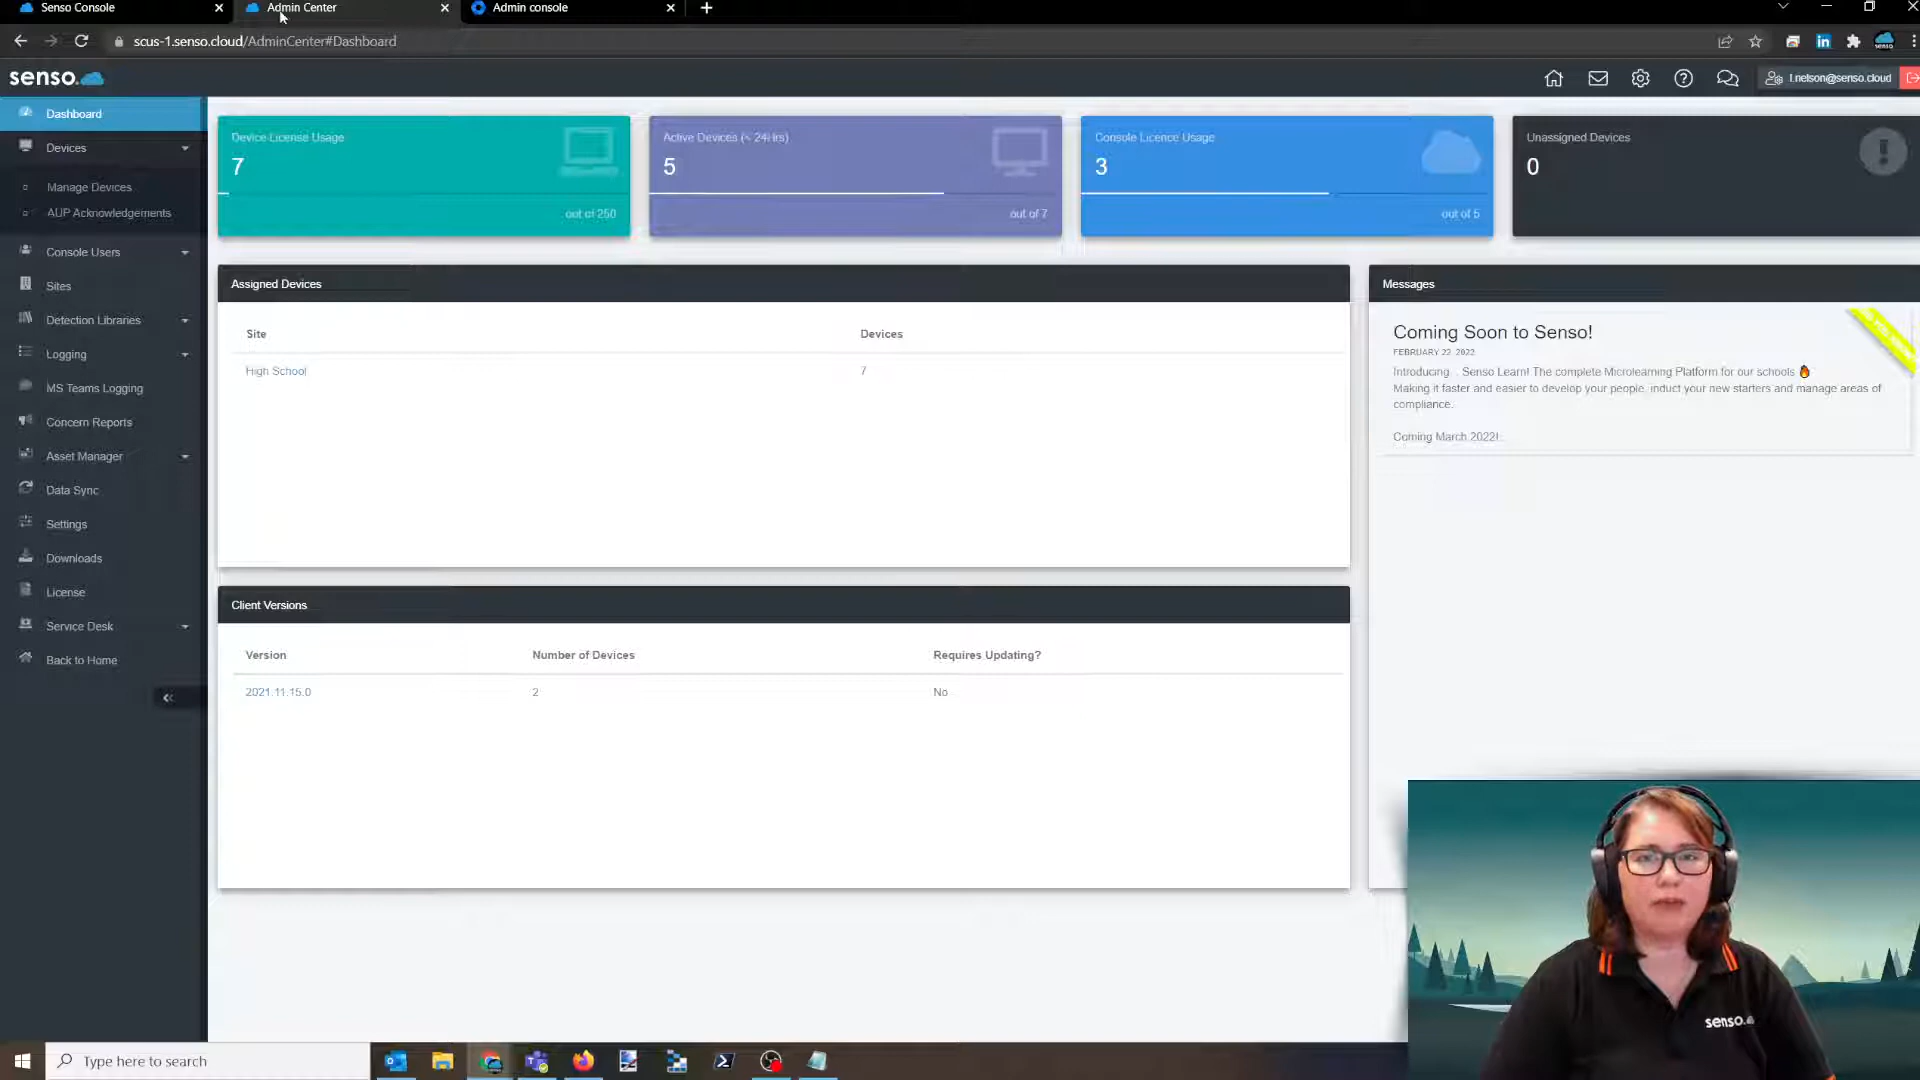 Senso Console
Admin Center
Admin console
scus-1.senso.cloud/AdminCenter#Dashboard
senso.
l.nelson@senso.cloud
Dashboard
Devices
Manage Devices
AUP Acknowledgements
Console Users
Sites
Detection Libraries
Logging
MS Teams Logging
Concern Reports
Asset Manager
Data Sync
Settings
Downloads
License
Service Desk
Back to Home
Device License Usage
7
out of 250
Active Devices (< 24Hrs)
5
out of 7
Console Licence Usage
3
out of 5
Unassigned Devices
0
Assigned Devices
Site Devices
High School 7
Client Versions
Version Number of Devices Requires Updating?
2021.11.15.0 2 No
Messages
Coming Soon to Senso!
FEBRUARY 22, 2022
Introducing... Senso Learn! The complete Microlearning Platform for our schools 🔥
Making it faster and easier to develop your people, induct your new starters and manage areas of
compliance.
Coming March 2022!
senso.
Type here to search